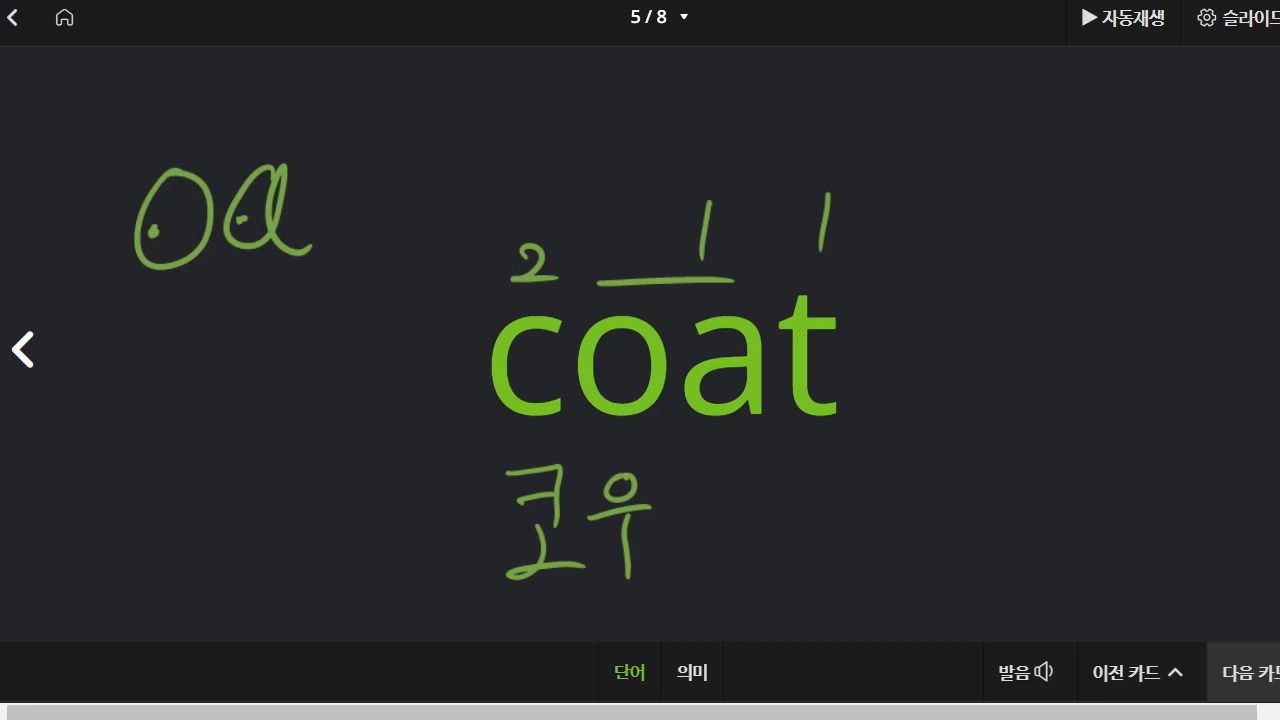 5 / 8 ▼ ▶ 자동재생 슬라이드
oa
2 1 1
coat
코우
단어 의미 발음 이전 카드 다음 카드